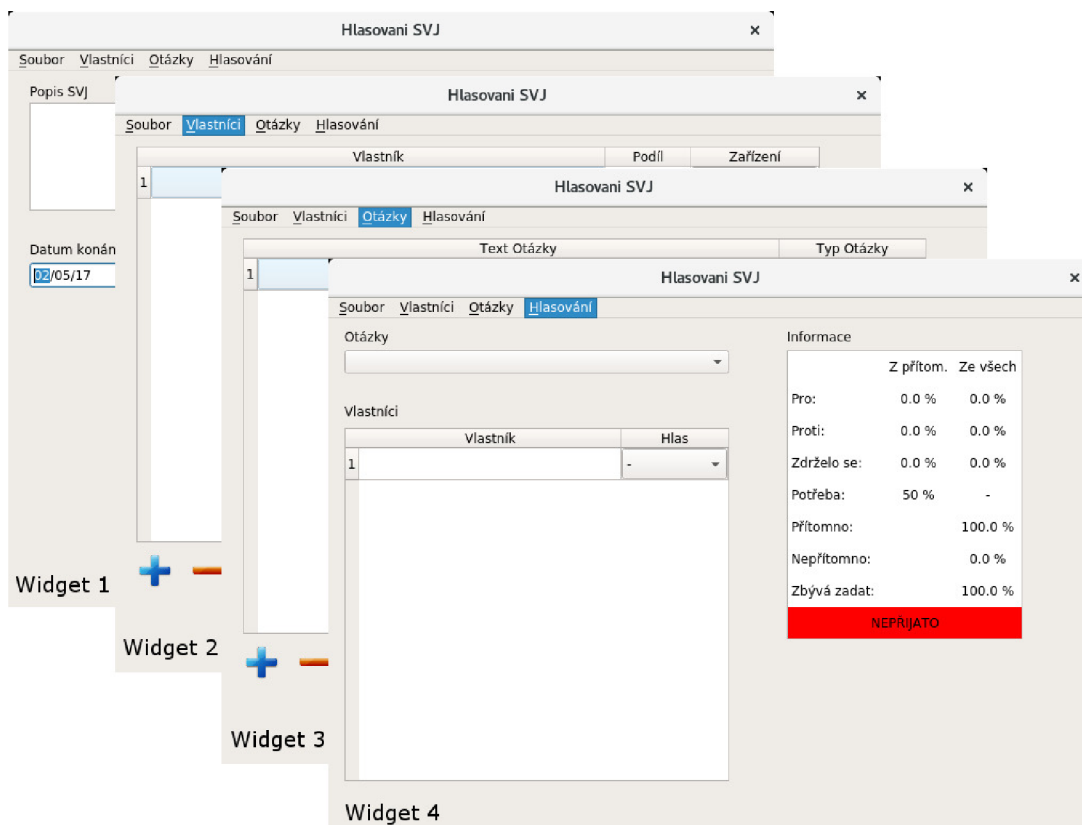 Hlasovani SVJ
Soubor Vlastníci Otázky Hlasování
Popis SVJ
Datum konán
02/05/17
Widget 1
Hlasovani SVJ
Soubor Vlastníci Otázky Hlasování
Vlastník Podíl Zařízení
1
Widget 2
Hlasovani SVJ
Soubor Vlastníci Otázky Hlasování
Text Otázky Typ Otázky
1
Widget 3
Hlasovani SVJ
Soubor Vlastníci Otázky Hlasování
Otázky
Vlastníci
Vlastník Hlas
1 -
Informace
Z přítom. Ze všech
Pro: 0.0 % 0.0 %
Proti: 0.0 % 0.0 %
Zdrželo se: 0.0 % 0.0 %
Potřeba: 50 % -
Přítomno: 100.0 %
Nepřítomno: 0.0 %
Zbývá zadat: 100.0 %
NEPŘIJATO
Widget 4